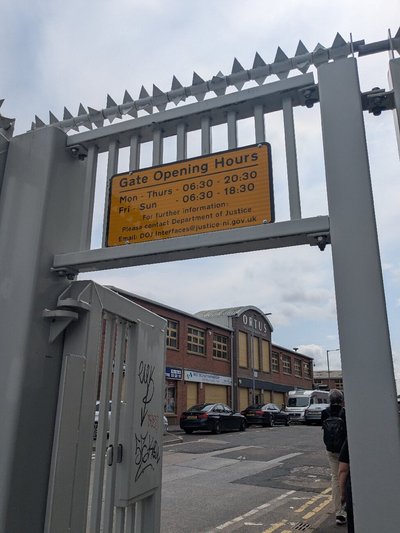 Gate Opening Hours
Mon - Thurs - 06:30 - 20:30
Fri - Sun - 06:30 - 18:30
For further information:
Please contact Department of Justice
Email: DOJ Interfaces@justice-ni.gov.uk
ORTUS